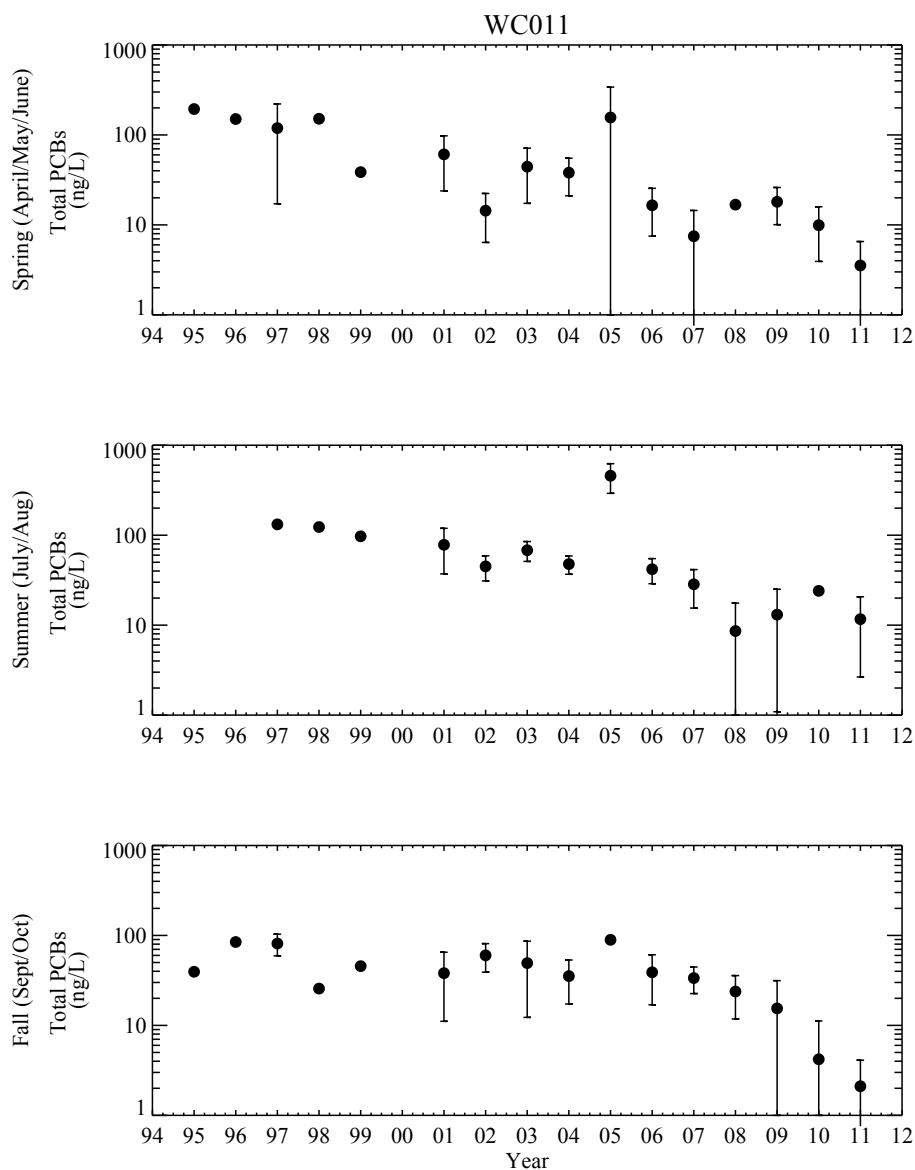 WC011
Spring (April/May/June)
Total PCBs
(ng/L)
1000
100
10
1
94 95 96 97 98 99 00 01 02 03 04 05 06 07 08 09 10 11 12
Summer (July/Aug)
Total PCBs
(ng/L)
1000
100
10
1
94 95 96 97 98 99 00 01 02 03 04 05 06 07 08 09 10 11 12
Fall (Sept/Oct)
Total PCBs
(ng/L)
1000
100
10
1
94 95 96 97 98 99 00 01 02 03 04 05 06 07 08 09 10 11 12
Year